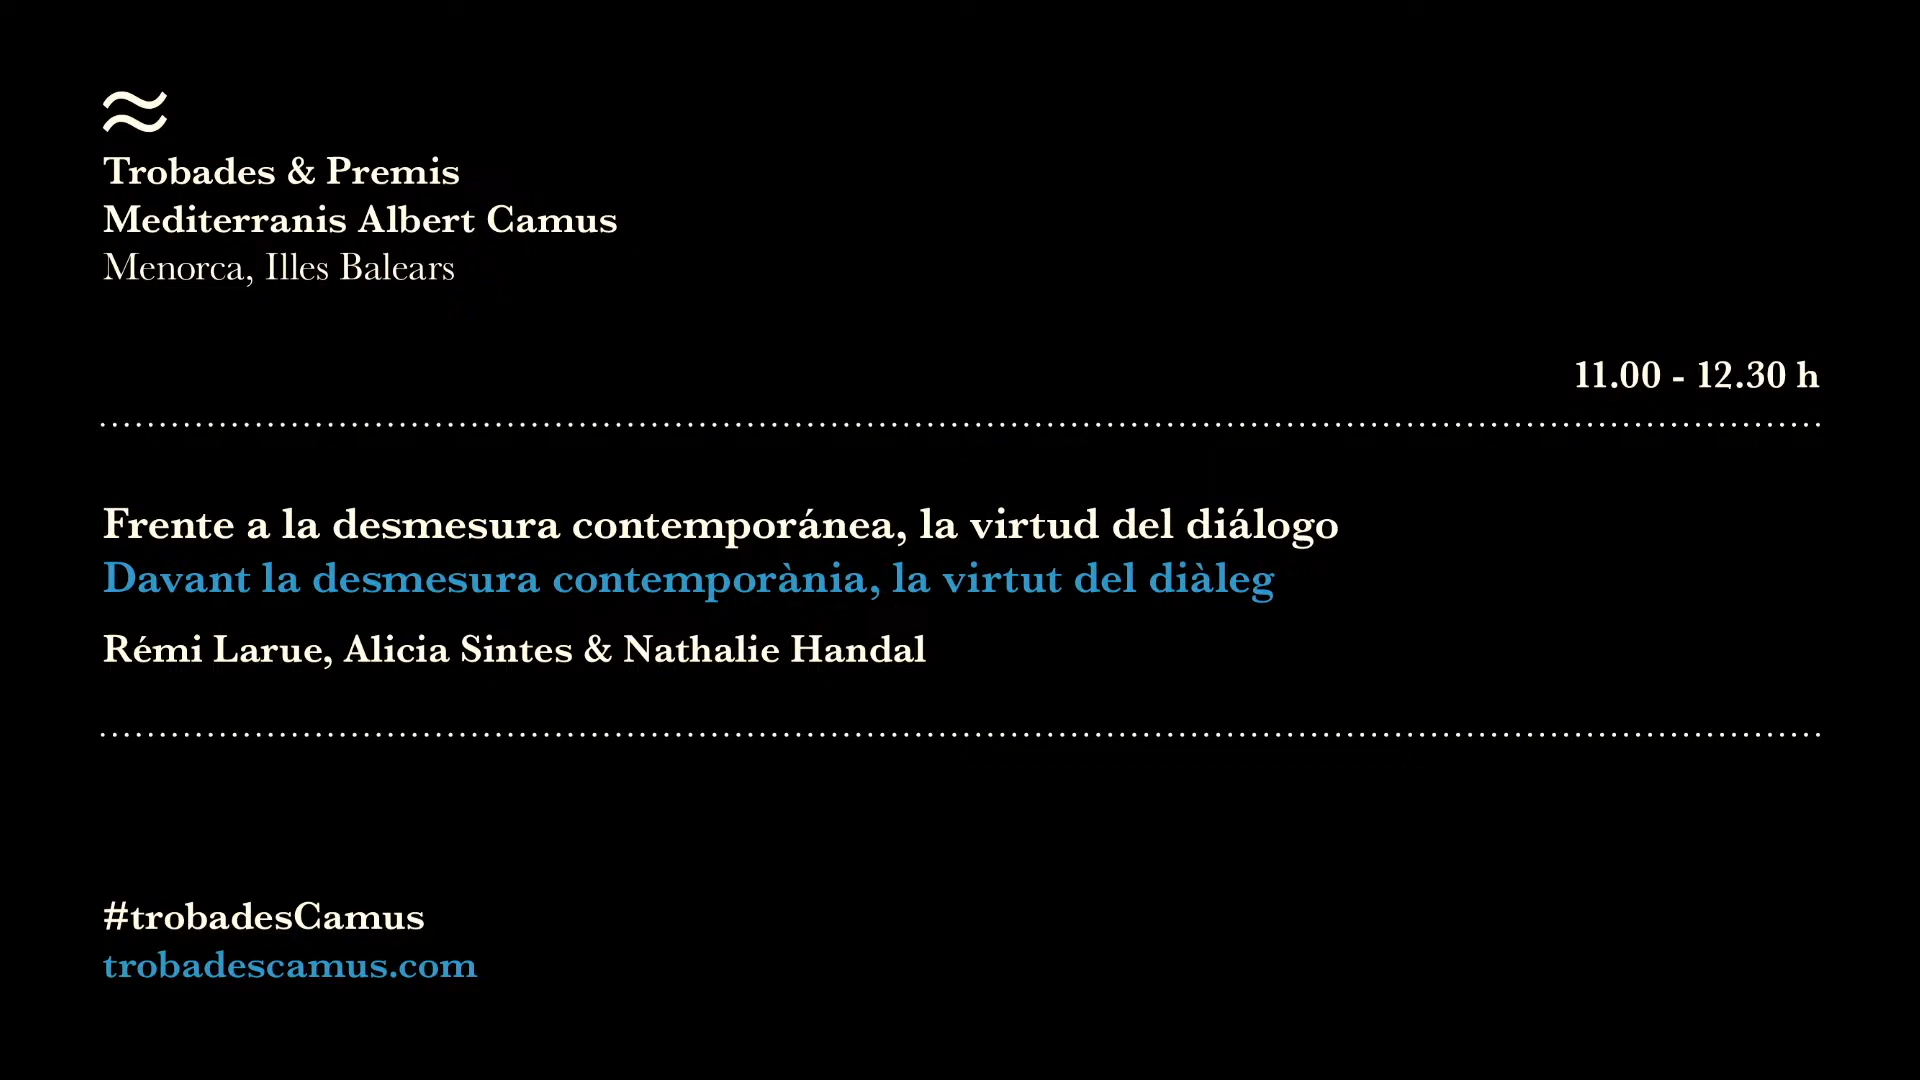 Trobades & Premis
Mediterranis Albert Camus
Menorca, Illes Balears
11.00 - 12.30 h
Frente a la desmesura contemporánea, la virtud del diálogo
Davant la desmesura contemporània, la virtut del diàleg
Rémi Larue, Alicia Sintes & Nathalie Handal
#trobadesCamus
trobadescamus.com